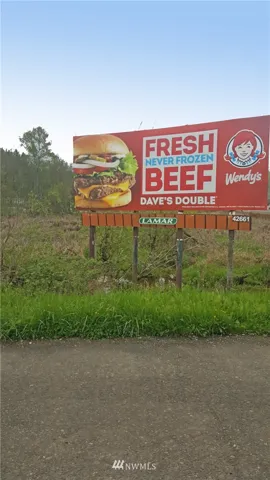 FRESH
NEVER FROZEN
BEEF
DAVE'S DOUBLE
Wendy's
LAMAR
42661
NWMLS